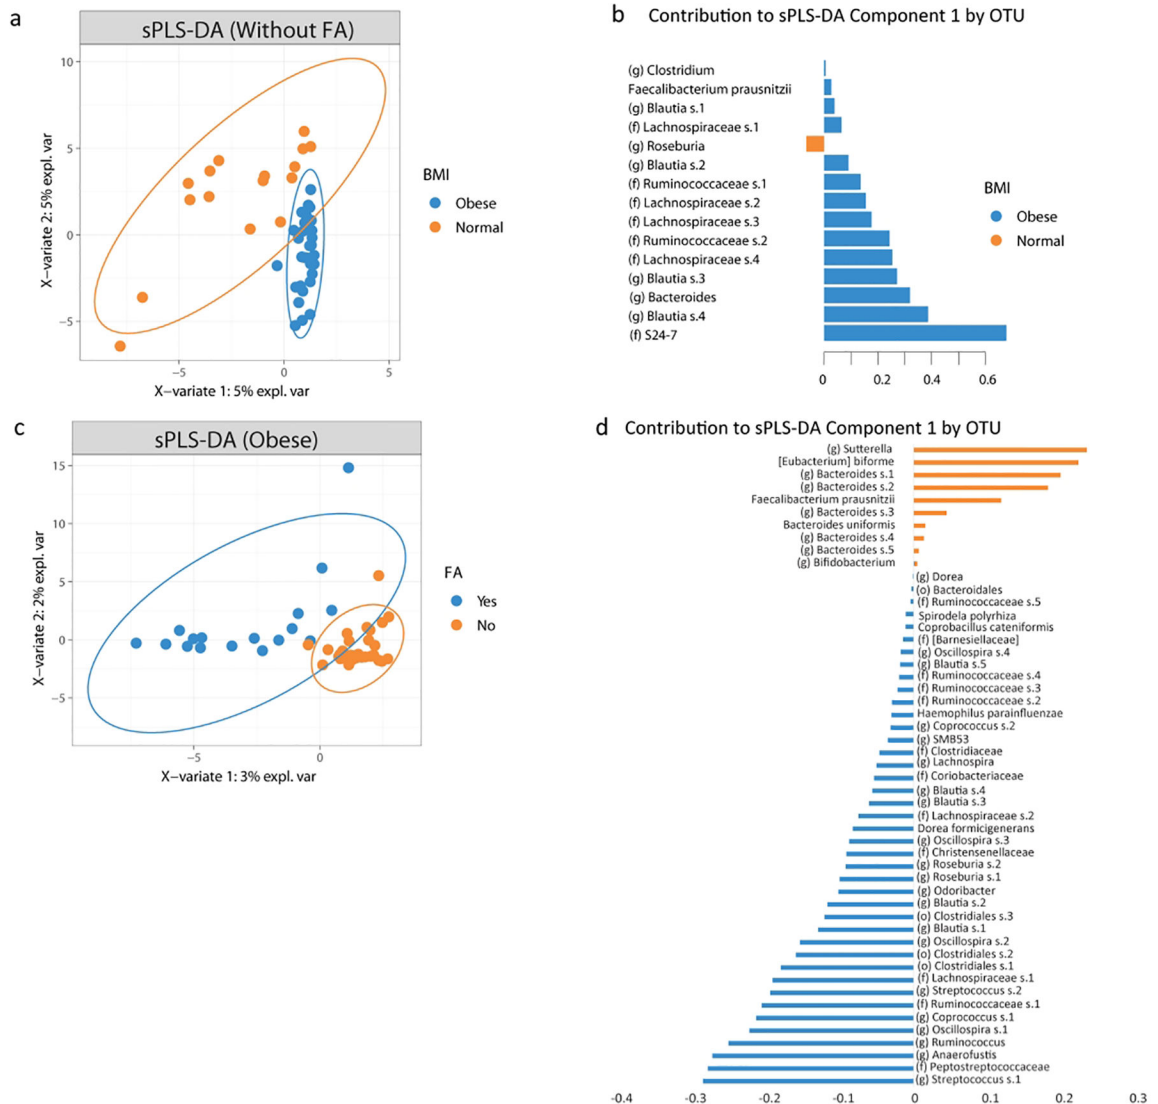 a
sPLS-DA (Without FA)
10
5
0
−5
X−variate 2: 5% expl. var
−5
0
5
X−variate 1: 5% expl. var
BMI
Obese
Normal
b
Contribution to sPLS-DA Component 1 by OTU
(g) Clostridium
Faecalibacterium prausnitzii
(g) Blautia s.1
(f) Lachnospiraceae s.1
(g) Roseburia
(g) Blautia s.2
(f) Ruminococcaceae s.1
(f) Lachnospiraceae s.2
(f) Lachnospiraceae s.3
(f) Ruminococcaceae s.2
(f) Lachnospiraceae s.4
(g) Blautia s.3
(g) Bacteroides
(g) Blautia s.4
(f) S24-7
0 0.2 0.4 0.6
BMI
Obese
Normal
c
sPLS-DA (Obese)
15
10
5
0
−5
X−variate 2: 2% expl. var
−5
0
X−variate 1: 3% expl. var
FA
Yes
No
d
Contribution to sPLS-DA Component 1 by OTU
(g) Sutterella
[Eubacterium] biforme
(g) Bacteroides s.1
(g) Bacteroides s.2
Faecalibacterium prausnitzii
(g) Bacteroides s.3
Bacteroides uniformis
(g) Bacteroides s.4
(g) Bacteroides s.5
(g) Bifidobacterium
(g) Dorea
(o) Bacteroidales
(f) Ruminococcaceae s.5
Spirodela polyrhiza
Coprobacillus cateniformis
(f) [Barnesiellaceae]
(g) Oscillospira s.4
(g) Blautia s.5
(f) Ruminococcaceae s.4
(f) Ruminococcaceae s.3
(f) Ruminococcaceae s.2
Haemophilus parainfluenzae
(g) Coprococcus s.2
(g) SMB53
(f) Clostridiaceae
(g) Lachnospira
(f) Coriobacteriaceae
(g) Blautia s.4
(g) Blautia s.3
(f) Lachnospiraceae s.2
Dorea formicigenerans
(g) Oscillospira s.3
(f) Christensenellaceae
(g) Roseburia s.2
(g) Roseburia s.1
(g) Odoribacter
(g) Blautia s.2
(o) Clostridiales s.3
(g) Blautia s.1
(g) Oscillospira s.2
(o) Clostridiales s.2
(o) Clostridiales s.1
(f) Lachnospiraceae s.1
(g) Streptococcus s.2
(f) Ruminococcaceae s.1
(g) Coprococcus s.1
(g) Oscillospira s.1
(g) Ruminococcus
(g) Anaerofustis
(f) Peptostreptococcaceae
(g) Streptococcus s.1
-0.4 -0.3 -0.2 -0.1 0 0.1 0.2 0.3